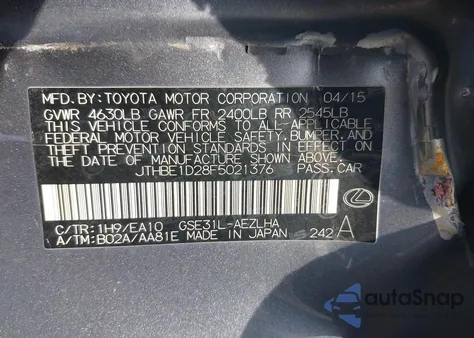 MFD.BY: TOYOTA MOTOR CORPORATION 04/15
GVWR 4630LB GAWR FR 2400LB RR 2545LB
THIS VEHICLE CONFORMS TO ALL APPLICABLE
FEDERAL MOTOR VEHICLE SAFETY, BUMPER, AND
THEFT PREVENTION STANDARDS IN EFFECT ON
THE DATE OF MANUFACTURE SHOWN ABOVE.
JTHBE1D28F5021376 PASS.CAR
C/TR: 1H9/EA10 GSE31L-AEZLHA
A/TM: B02A/AA81E MADE IN JAPAN 242 A
autoSnap